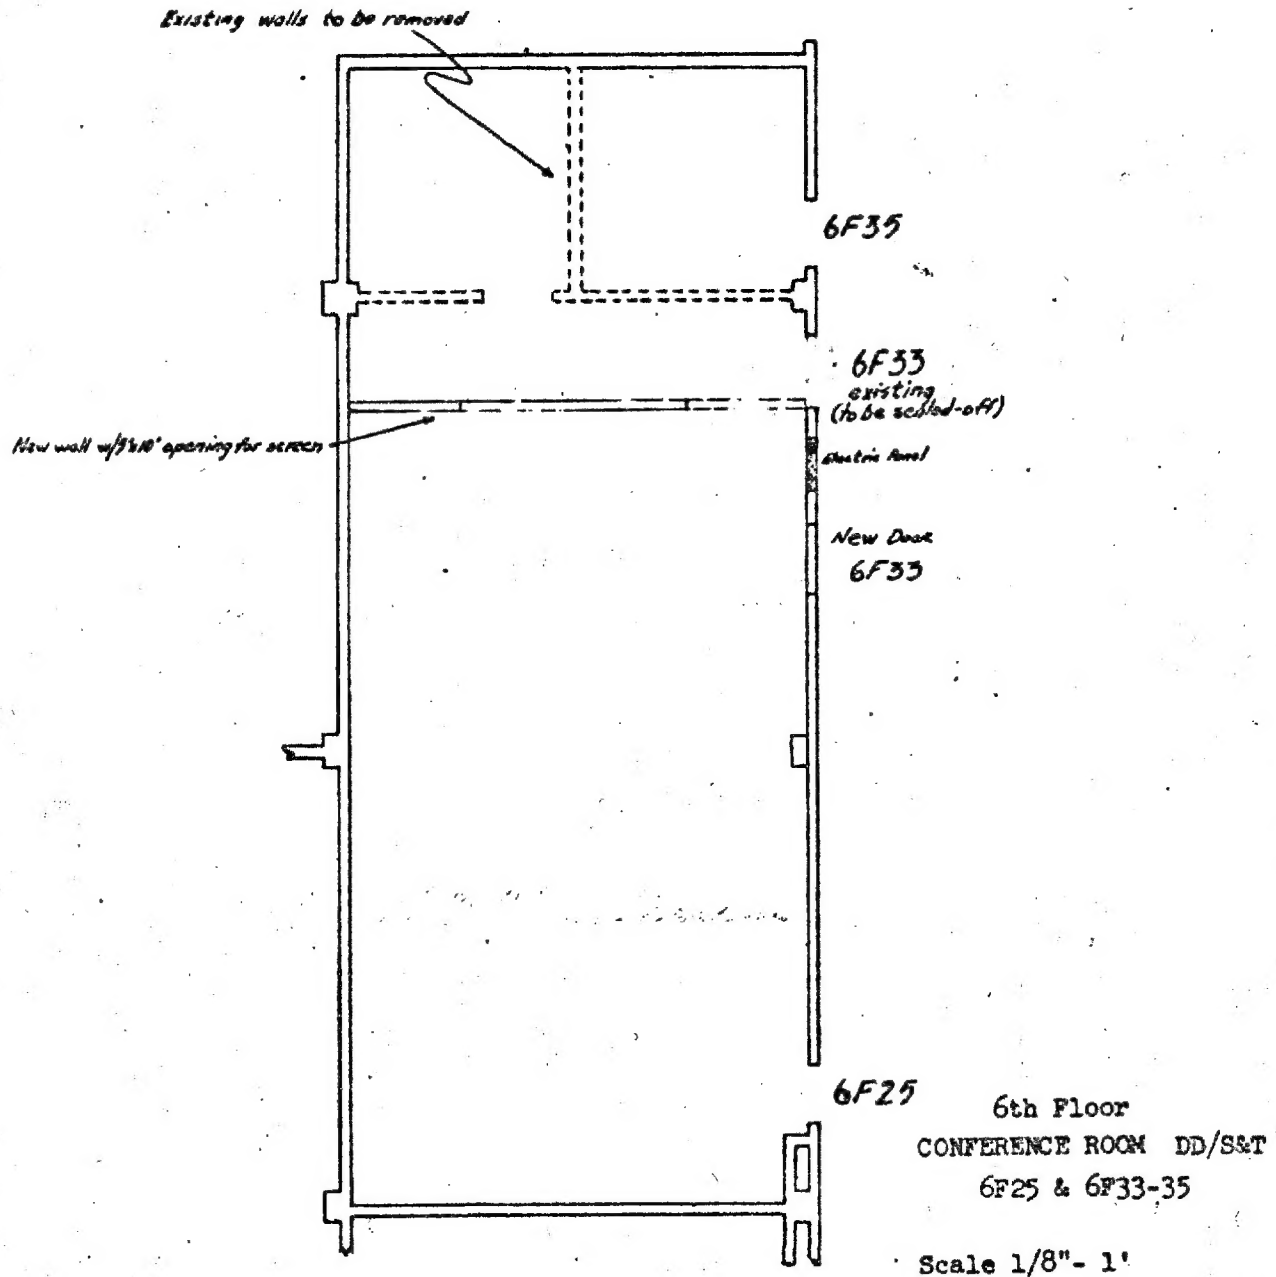 Existing walls to be removed
6F35
6F33
existing
(to be sealed-off)
New wall w/ opening for screen
Electric Panel
New Door
6F33
6F25
6th Floor
CONFERENCE ROOM DD/S&T
6F25 & 6F33-35
Scale 1/8"- 1'